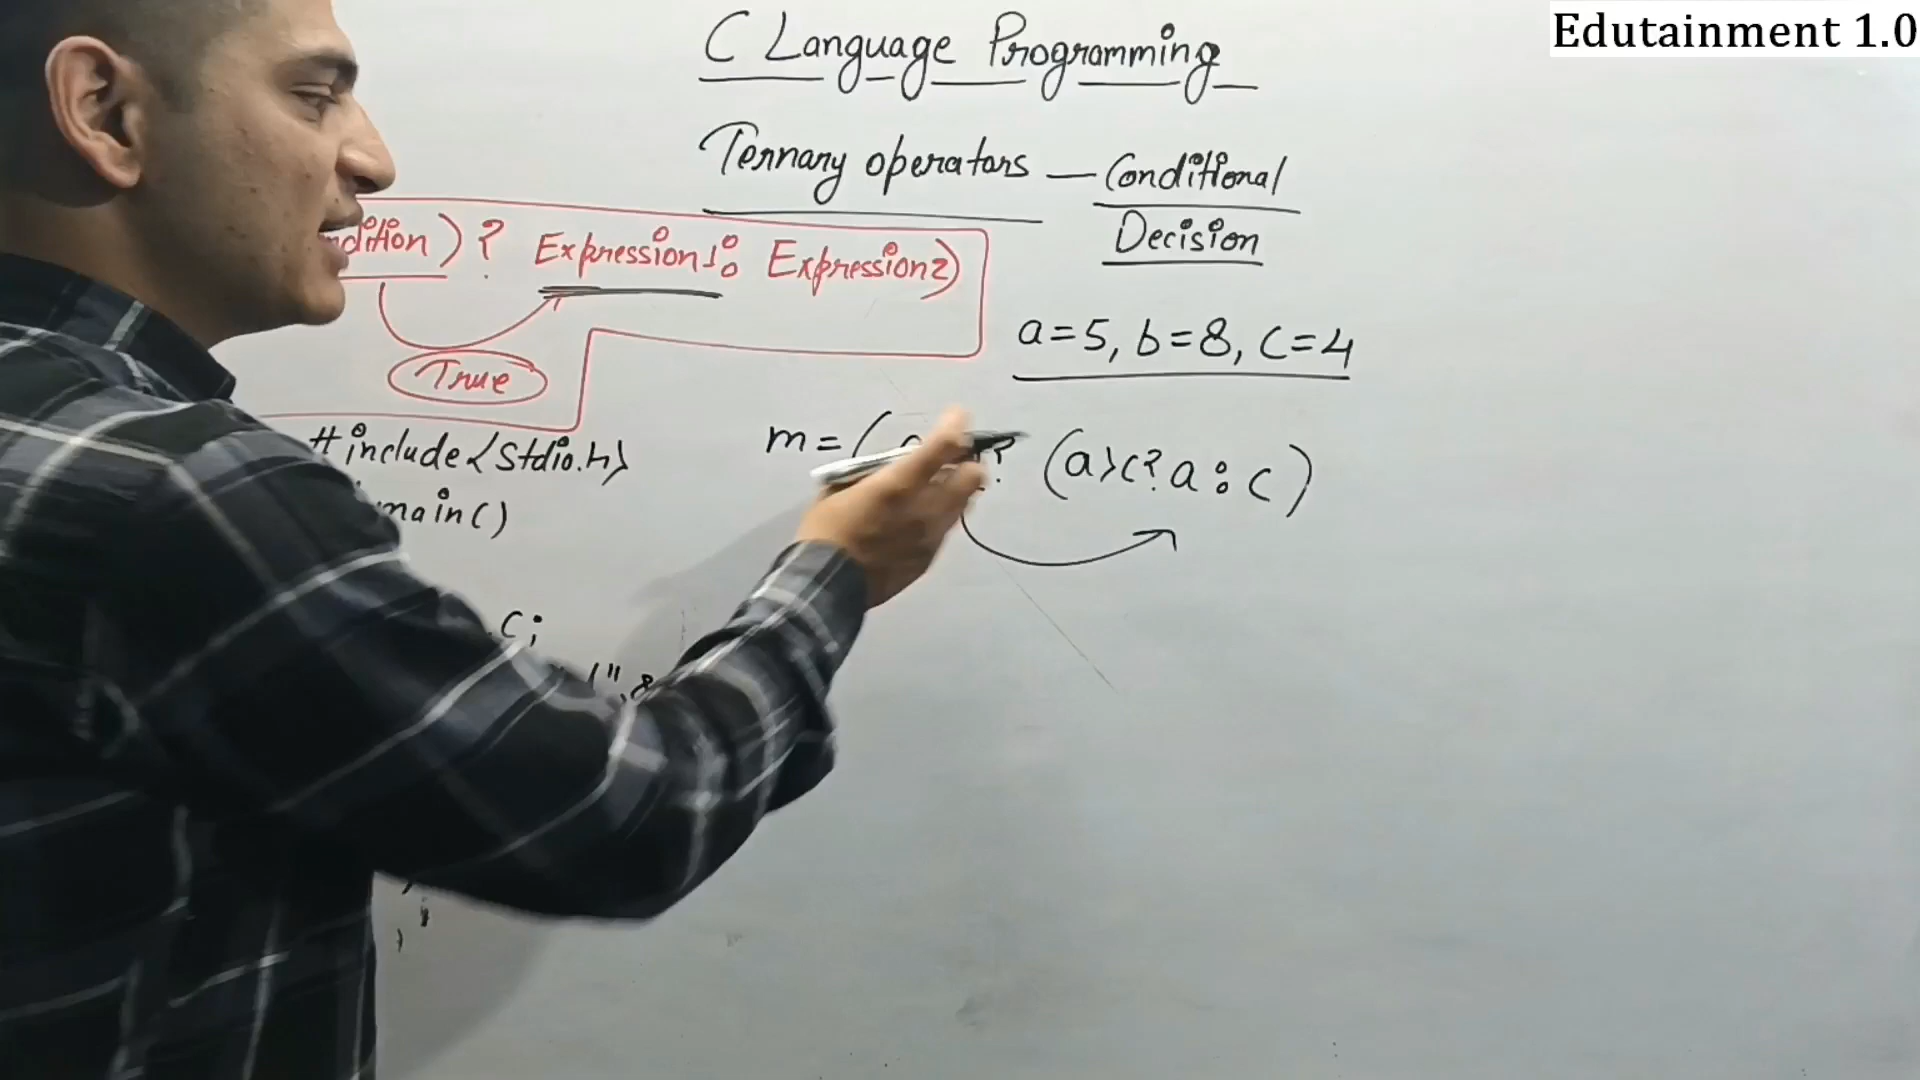 Edutainment 1.0
C Language Programming
Ternary operators — Conditional
Decision
dition) ? Expression1: Expression2)
True
a=5, b=8, c=4
m=( ? (a>c? a : c)
#include<stdio.h>
main()
c;
",&